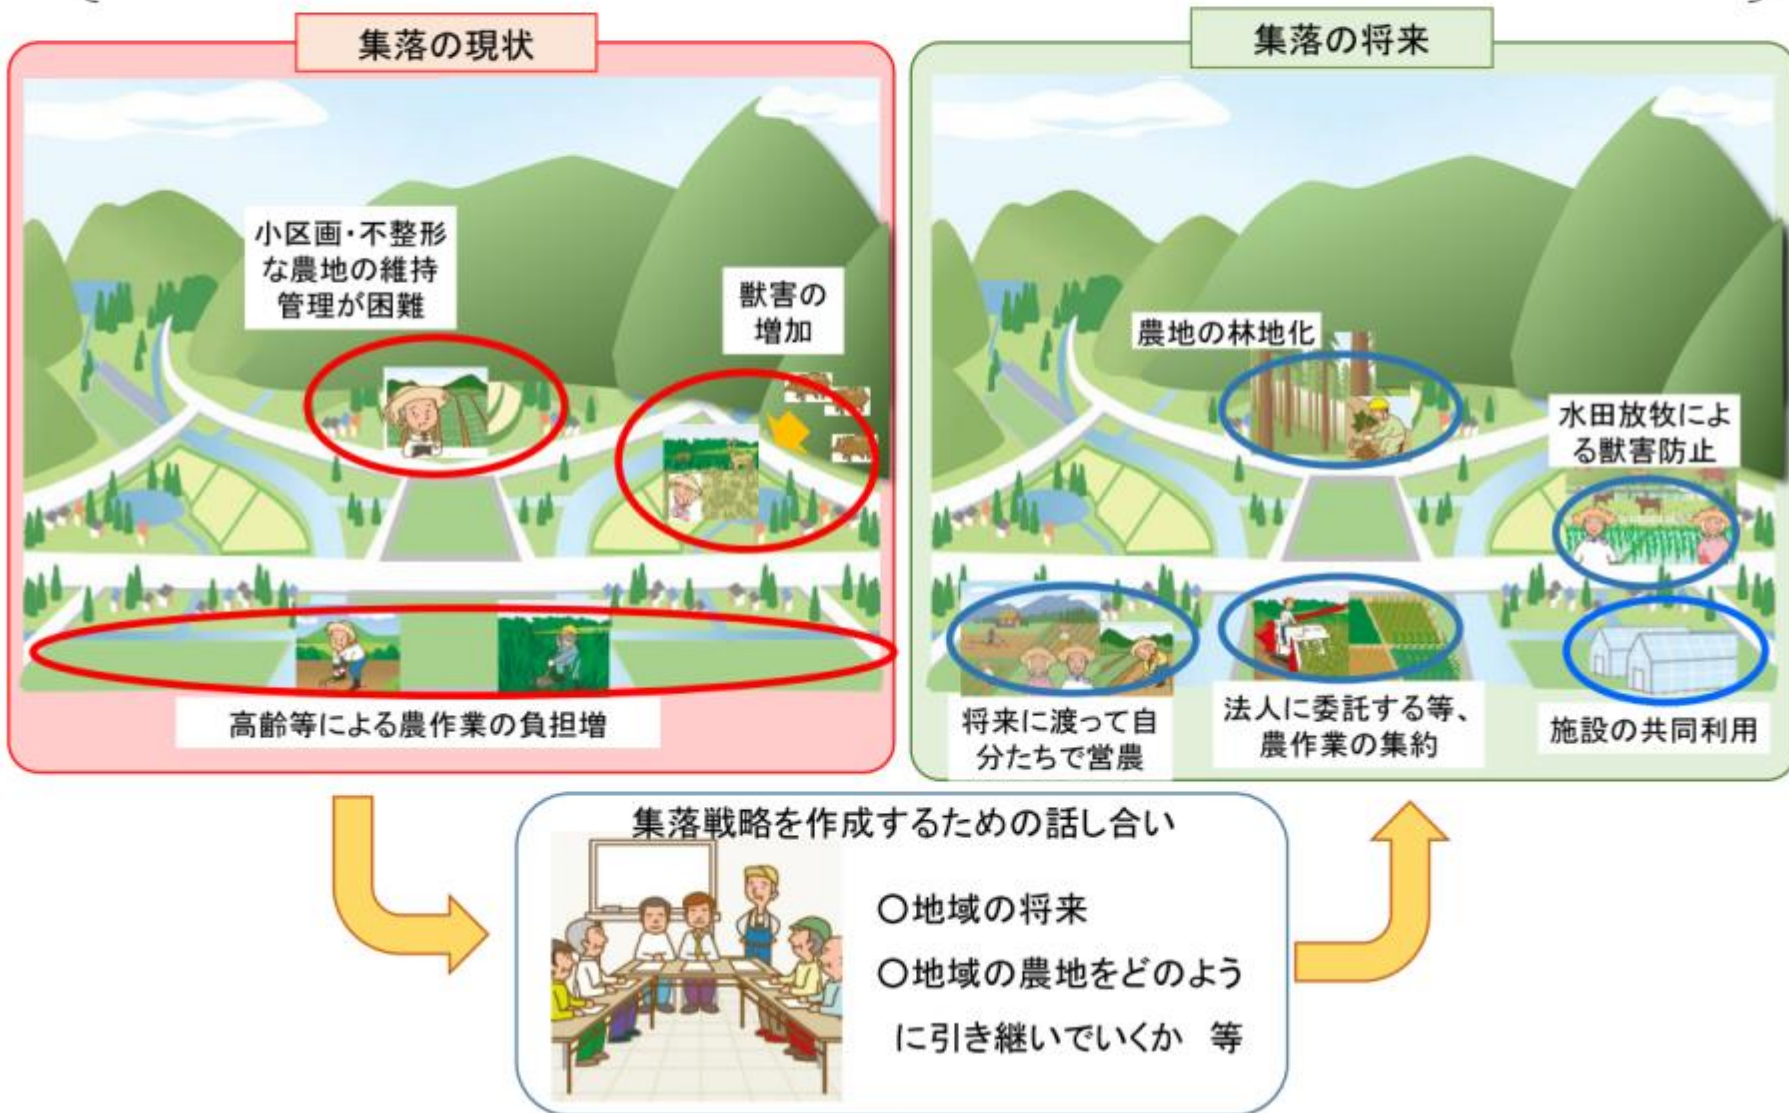 集落の現状
小区画・不整形
な農地の維持
管理が困難
獣害の
増加
高齢等による農作業の負担増
集落の将来
農地の林地化
水田放牧によ
る獣害防止
将来に渡って自
分たちで営農
法人に委託する等、
農作業の集約
施設の共同利用
集落戦略を作成するための話し合い
○地域の将来
○地域の農地をどのよう
に引き継いでいくか 等